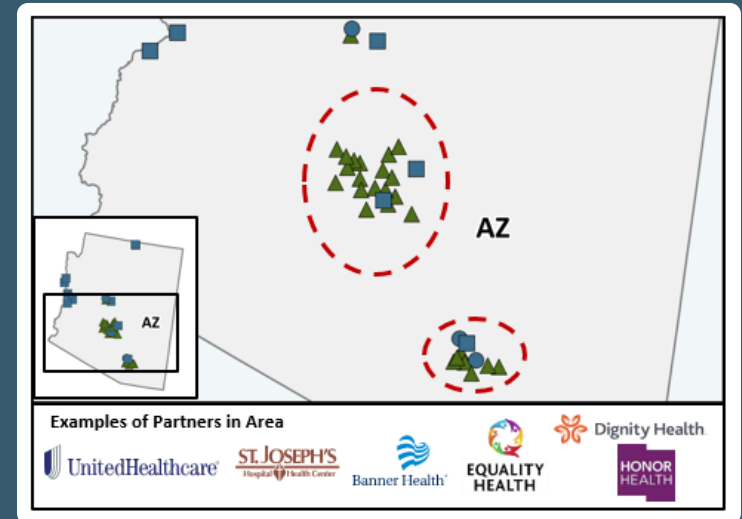 AZ
AZ
Examples of Partners in Area
UnitedHealthcare®
ST. JOSEPH'S
Hospital Health Center
Banner Health®
EQUALITY
HEALTH
Dignity Health.
HONOR
HEALTH